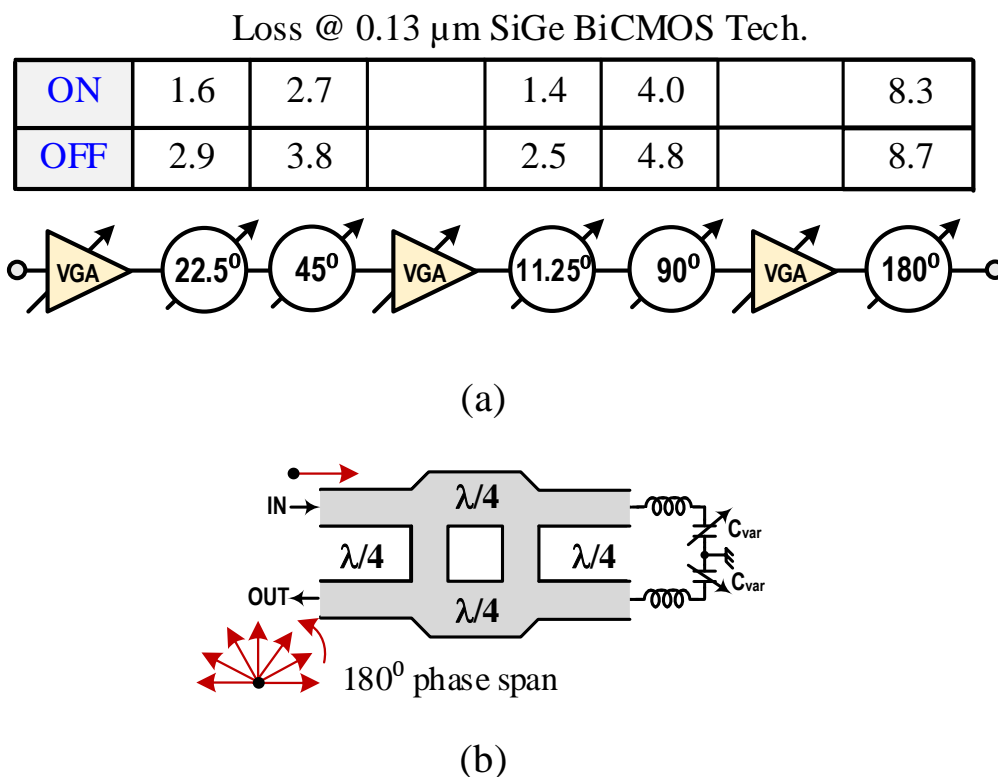 Loss @ 0.13 µm SiGe BiCMOS Tech.
ON 1.6 2.7 1.4 4.0 8.3
OFF 2.9 3.8 2.5 4.8 8.7
VGA 22.5⁰ 45⁰ VGA 11.25⁰ 90⁰ VGA 180⁰
(a)
λ/4
IN
Cvar
λ/4 λ/4
Cvar
OUT
λ/4
180⁰ phase span
(b)